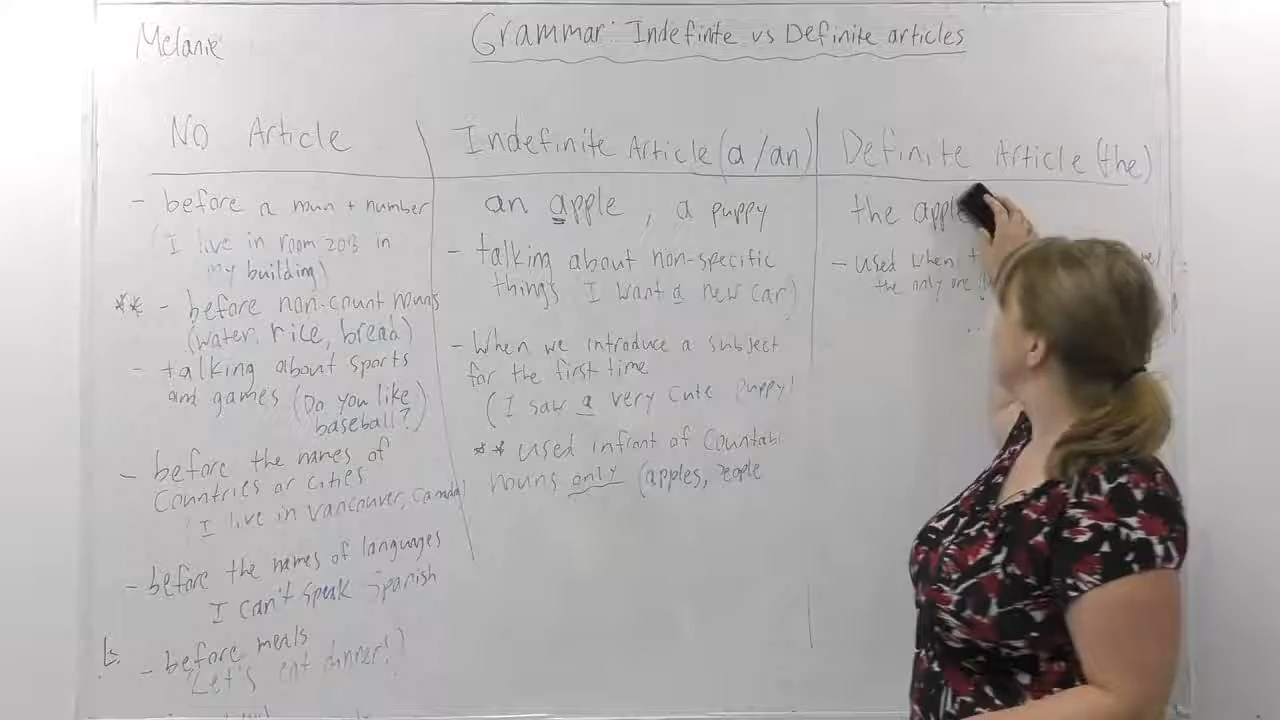 Melanie
Grammar: Indefinite vs Definite articles
No Article
- before a noun + number
(I live in room 203 in
my building)
** - before non-count nouns
(water, rice, bread)
- talking about sports
and games (Do you like
baseball?)
- before the names of
Countries or cities
I live in Vancouver, Canada)
- before the names of languages
I can't speak Spanish
- before meals
Let's eat dinner!)
Indefinite Article (a/an)
an apple, a puppy
- talking about non-specific
things I want a new car)
- When we introduce a subject
for the first time
(I saw a very cute puppy!
** used infront of Countabl
nouns only (apples, people
Definite Article (the)
the apple
- used when
the only one